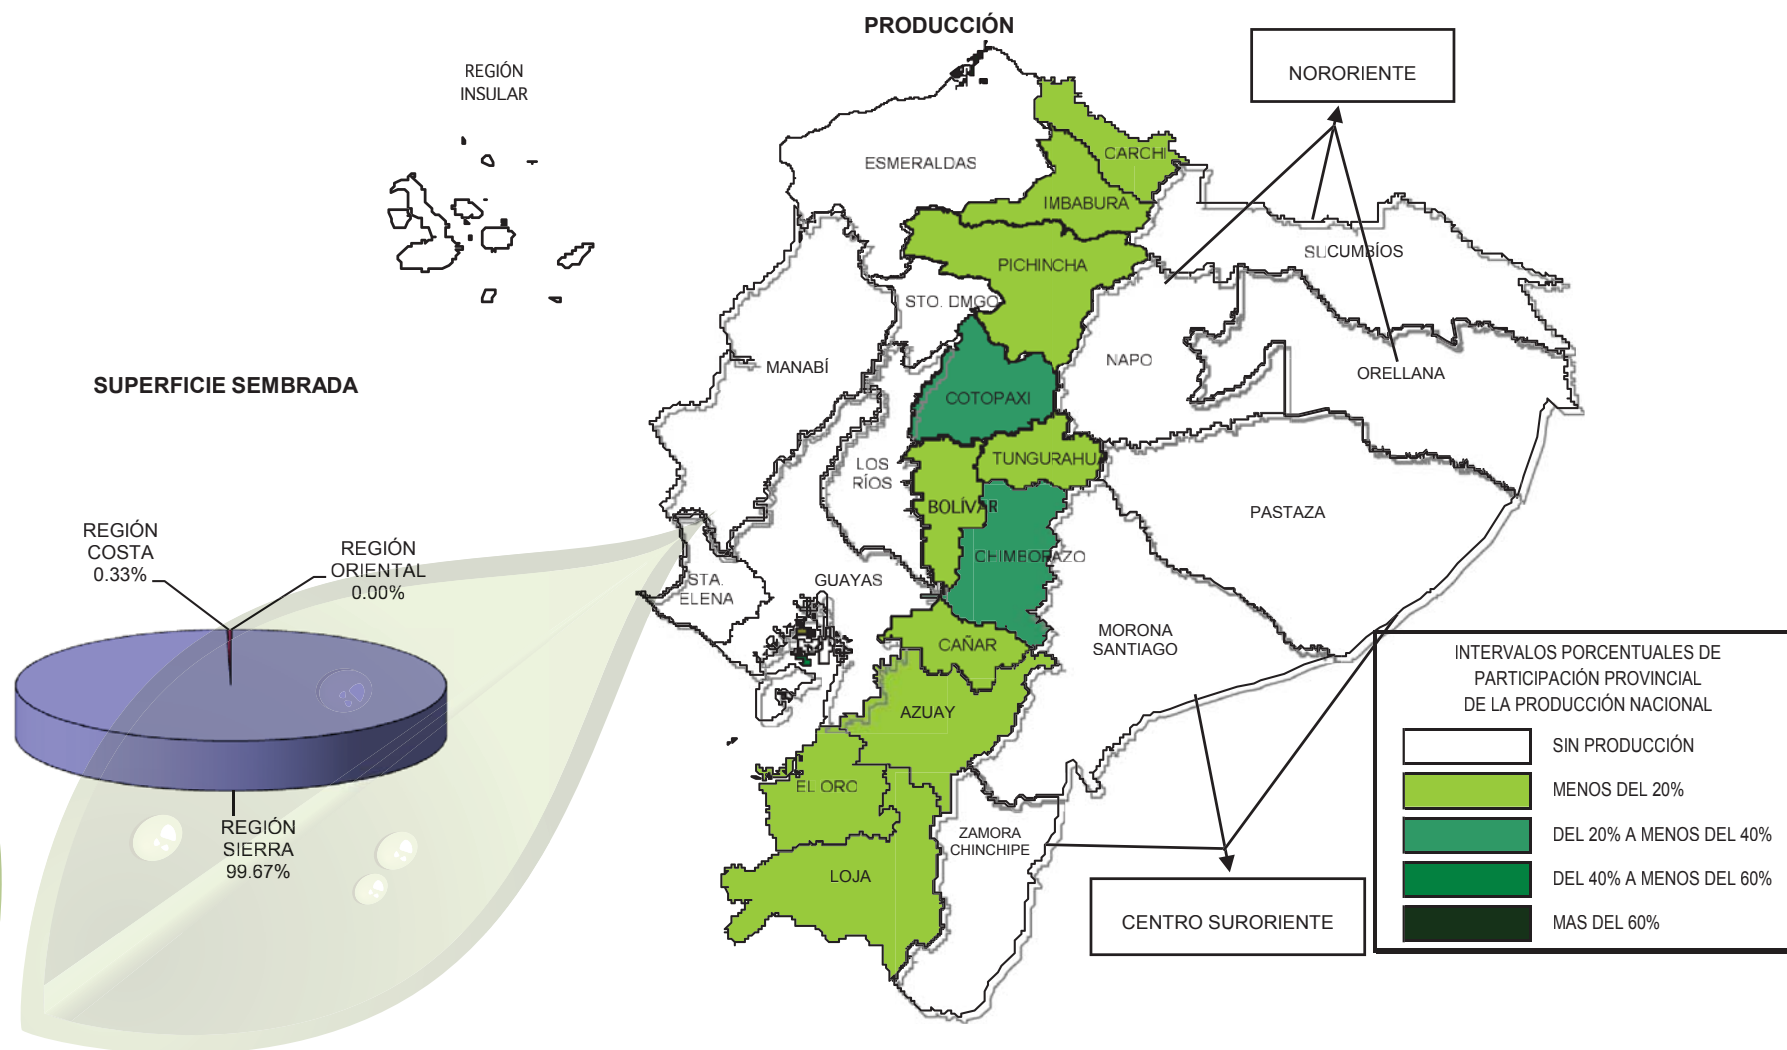 PRODUCCIÓN
REGIÓN
INSULAR
NORORIENTE
ESMERALDAS
CARCHI
IMBABURA
SUCUMBÍOS
PICHINCHA
STO. DMGO
NAPO
MANABÍ
ORELLANA
SUPERFICIE SEMBRADA
COTOPAXI
TUNGURAHU
LOS
RÍOS
BOLÍVAR
PASTAZA
REGIÓN
COSTA
0.33%
REGIÓN
ORIENTAL
0.00%
CHIMBORAZO
STA.
ELENA
GUAYAS
MORONA
SANTIAGO
CAÑAR
AZUAY
EL ORO
ZAMORA
CHINCHIPE
LOJA
REGIÓN
SIERRA
99.67%
CENTRO SURORIENTE
INTERVALOS PORCENTUALES DE
PARTICIPACIÓN PROVINCIAL
DE LA PRODUCCIÓN NACIONAL
SIN PRODUCCIÓN
MENOS DEL 20%
DEL 20% A MENOS DEL 40%
DEL 40% A MENOS DEL 60%
MAS DEL 60%